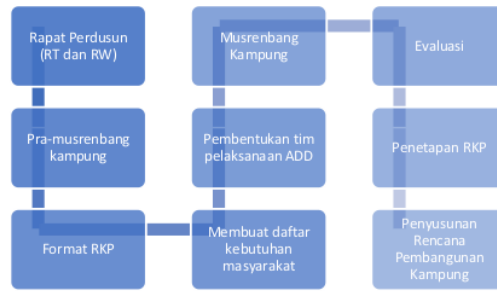 Rapat Perdusun
(RT dan RW)
Pra-musrenbang
kampung
Format RKP
Membuat daftar
kebutuhan
masyarakat
Pembentukan tim
pelaksanaan ADD
Musrenbang
Kampung
Evaluasi
Penetapan RKP
Penyusunan
Rencana
Pembangunan
Kampung